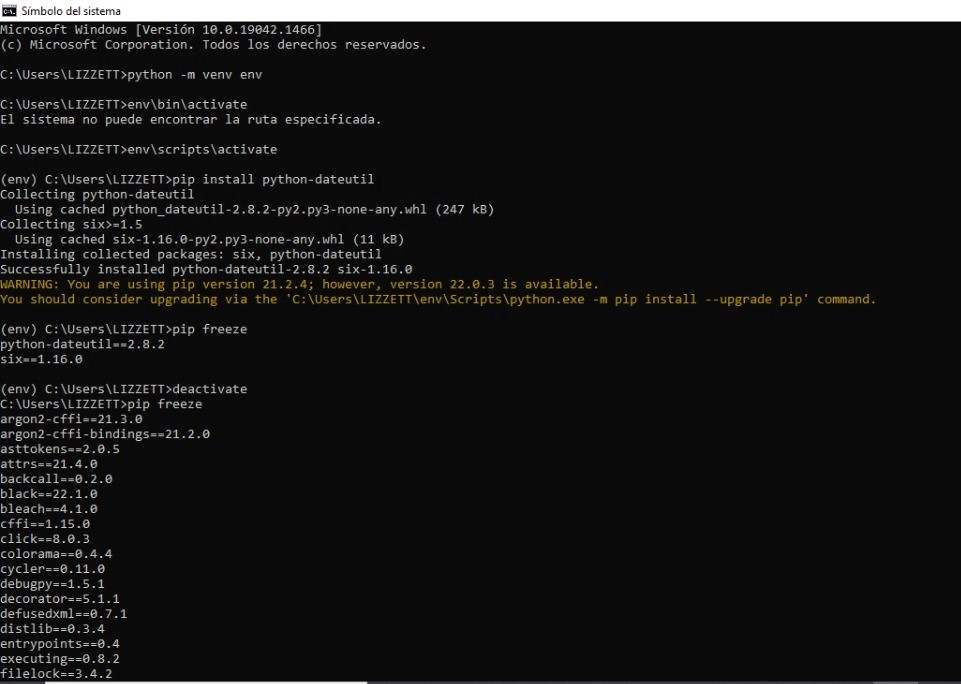 Símbolo del sistema
Microsoft Windows [Versión 10.0.19042.1466]
(c) Microsoft Corporation. Todos los derechos reservados.
C:\Users\LIZZETT>python -m venv env
C:\Users\LIZZETT>env\bin\activate
El sistema no puede encontrar la ruta especificada.
C:\Users\LIZZETT>env\scripts\activate
(env) C:\Users\LIZZETT>pip install python-dateutil
Collecting python-dateutil
  Using cached python_dateutil-2.8.2-py2.py3-none-any.whl (247 kB)
Collecting six>=1.5
  Using cached six-1.16.0-py2.py3-none-any.whl (11 kB)
Installing collected packages: six, python-dateutil
Successfully installed python-dateutil-2.8.2 six-1.16.0
WARNING: You are using pip version 21.2.4; however, version 22.0.3 is available.
You should consider upgrading via the 'C:\Users\LIZZETT\env\Scripts\python.exe -m pip install --upgrade pip' command.
(env) C:\Users\LIZZETT>pip freeze
python-dateutil==2.8.2
six==1.16.0
(env) C:\Users\LIZZETT>deactivate
C:\Users\LIZZETT>pip freeze
argon2-cffi==21.3.0
argon2-cffi-bindings==21.2.0
asttokens==2.0.5
attrs==21.4.0
backcall==0.2.0
black==22.1.0
bleach==4.1.0
cffi==1.15.0
click==8.0.3
colorama==0.4.4
cycler==0.11.0
debugpy==1.5.1
decorator==5.1.1
defusedxml==0.7.1
distlib==0.3.4
entrypoints==0.4
executing==0.8.2
filelock==3.4.2